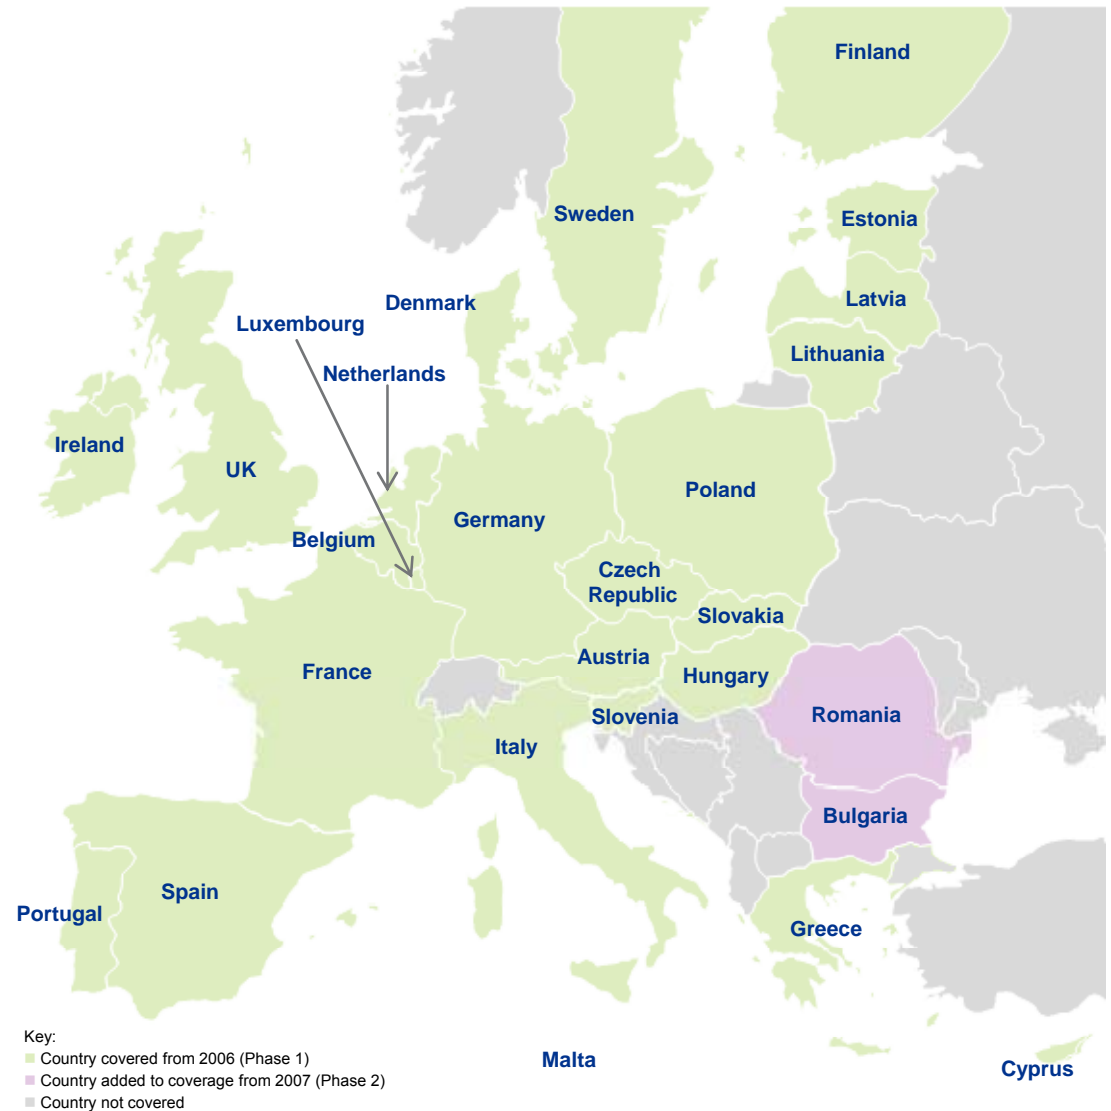 Finland
Sweden
Estonia
Denmark
Latvia
Luxembourg
Lithuania
Netherlands
Ireland
UK
Poland
Germany
Belgium
Czech
Republic
Slovakia
Austria
France
Hungary
Slovenia
Romania
Italy
Bulgaria
Spain
Portugal
Greece
Key:
Country covered from 2006 (Phase 1)
Malta
Cyprus
Country added to coverage from 2007 (Phase 2)
Country not covered